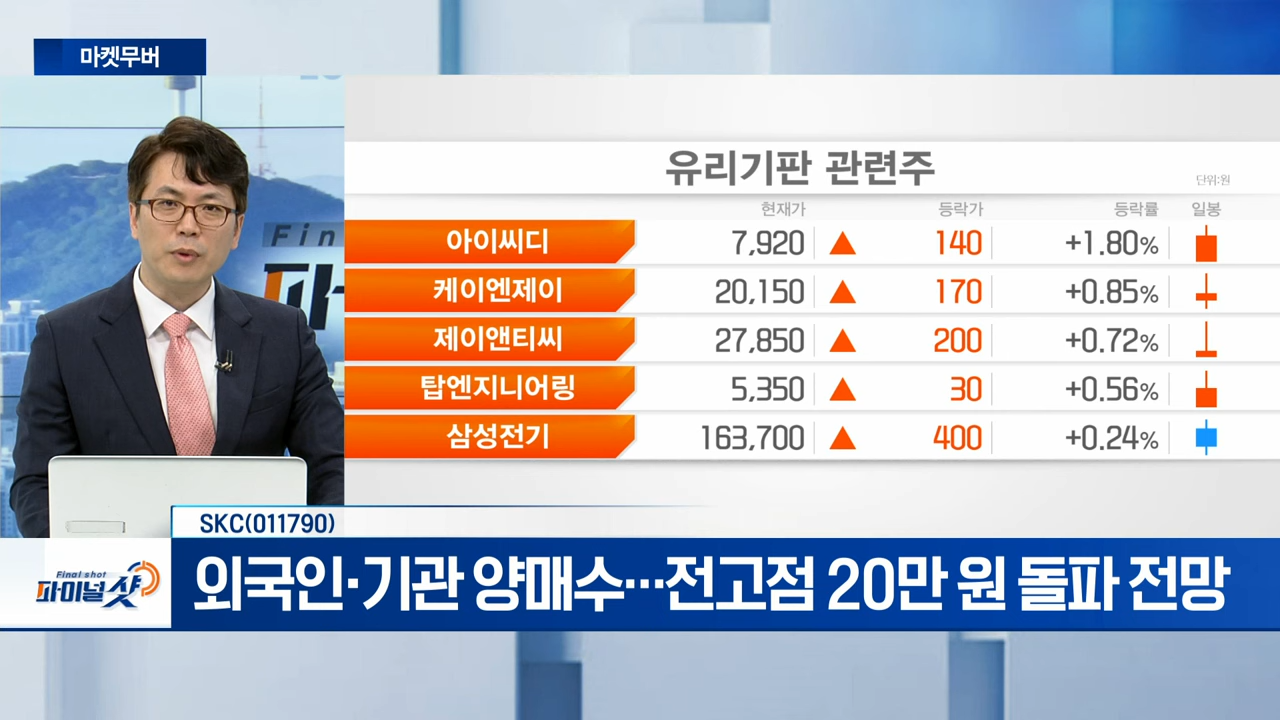 마켓무버
유리기판 관련주
단위:원
현재가 등락가 등락률 일봉
아이씨디 7,920 ▲ 140 +1.80%
케이엔제이 20,150 ▲ 170 +0.85%
제이앤티씨 27,850 ▲ 200 +0.72%
탑엔지니어링 5,350 ▲ 30 +0.56%
삼성전기 163,700 ▲ 400 +0.24%
Fin
파
SKC(011790)
Final shot
파이널샷
외국인·기관 양매수…전고점 20만 원 돌파 전망